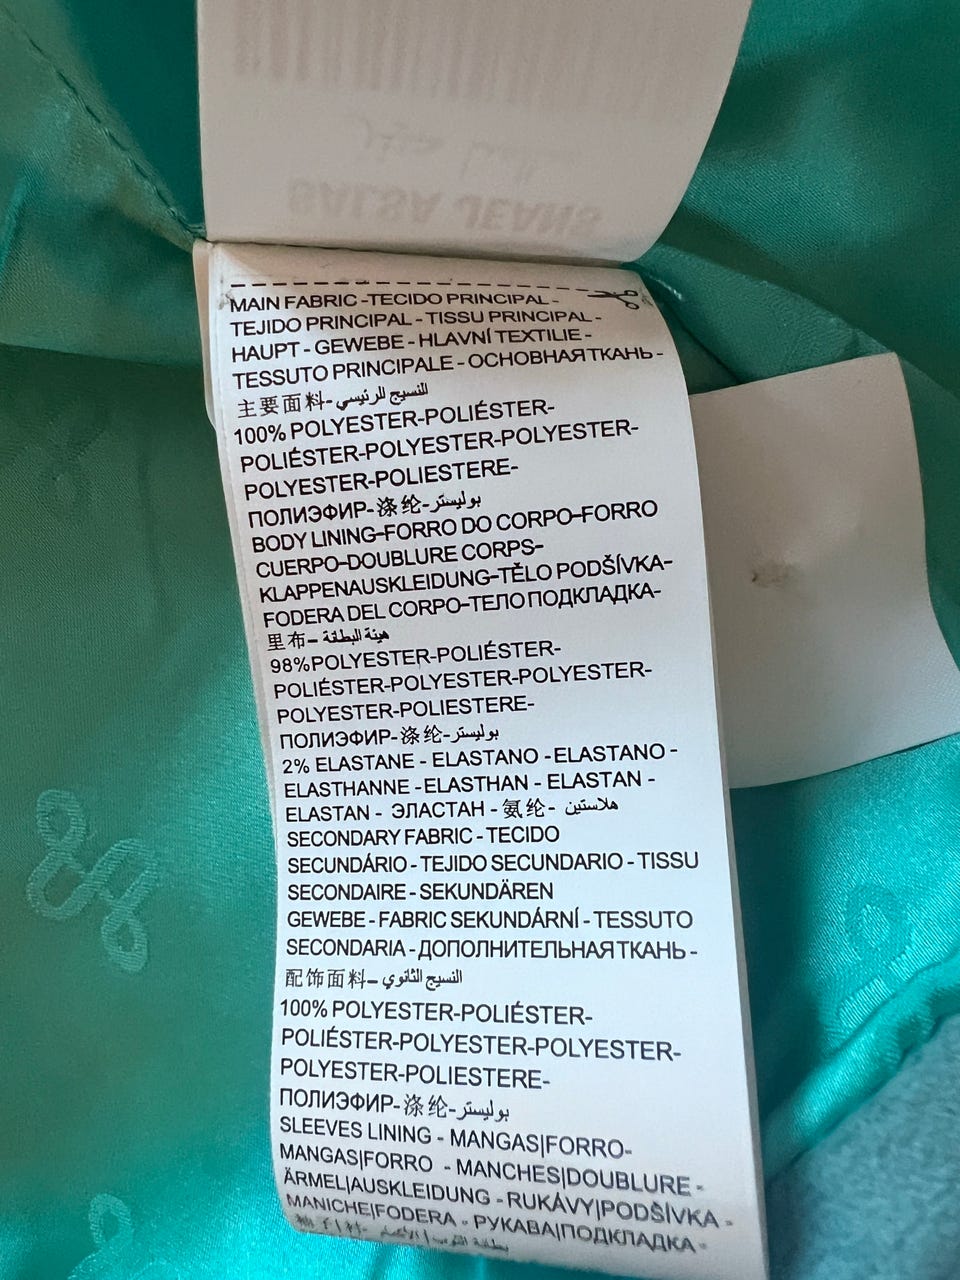 SALSA JEANS
MAIN FABRIC -TECIDO PRINCIPAL -
TEJIDO PRINCIPAL - TISSU PRINCIPAL -
HAUPT - GEWEBE - HLAVNÍ TEXTILIE -
TESSUTO PRINCIPALE - ОСНОВНАЯТКАНЬ -
主要面料-النسيج الرئيسي
100% POLYESTER-POLIÉSTER-
POLIÉSTER-POLYESTER-POLYESTER-
POLYESTER-POLIESTERE-
ПОЛИЭФИР-涤纶-بوليستر
BODY LINING-FORRO DO CORPO-FORRO
CUERPO-DOUBLURE CORPS-
KLAPPENAUSKLEIDUNG-TĚLO PODŠÍVKA-
FODERA DEL CORPO-ТЕЛО ПОДКЛАДКА-
里布-هيئة البطانة
98%POLYESTER-POLIÉSTER-
POLIÉSTER-POLYESTER-POLYESTER-
POLYESTER-POLIESTERE-
ПОЛИЭФИР-涤纶-بوليستر
2% ELASTANE - ELASTANO - ELASTANO -
ELASTHANNE - ELASTHAN - ELASTAN -
ELASTAN - ЭЛАСТАН - 氨纶- هلاستين
SECONDARY FABRIC - TECIDO
SECUNDÁRIO - TEJIDO SECUNDARIO - TISSU
SECONDAIRE - SEKUNDÄREN
GEWEBE - FABRIC SEKUNDÁRNÍ - TESSUTO
SECONDARIA - ДОПОЛНИТЕЛЬНАЯТКАНЬ -
配饰面料-النسيج الثانوي
100% POLYESTER-POLIÉSTER-
POLIÉSTER-POLYESTER-POLYESTER-
POLYESTER-POLIESTERE-
ПОЛИЭФИР-涤纶-بوليستر
SLEEVES LINING - MANGAS|FORRO-
MANGAS|FORRO - MANCHES|DOUBLURE -
ÄRMEL|AUSKLEIDUNG - RUKÁVY|PODŠÍVKA -
MANICHE|FODERA - РУКАВА|ПОДКЛАДКА -